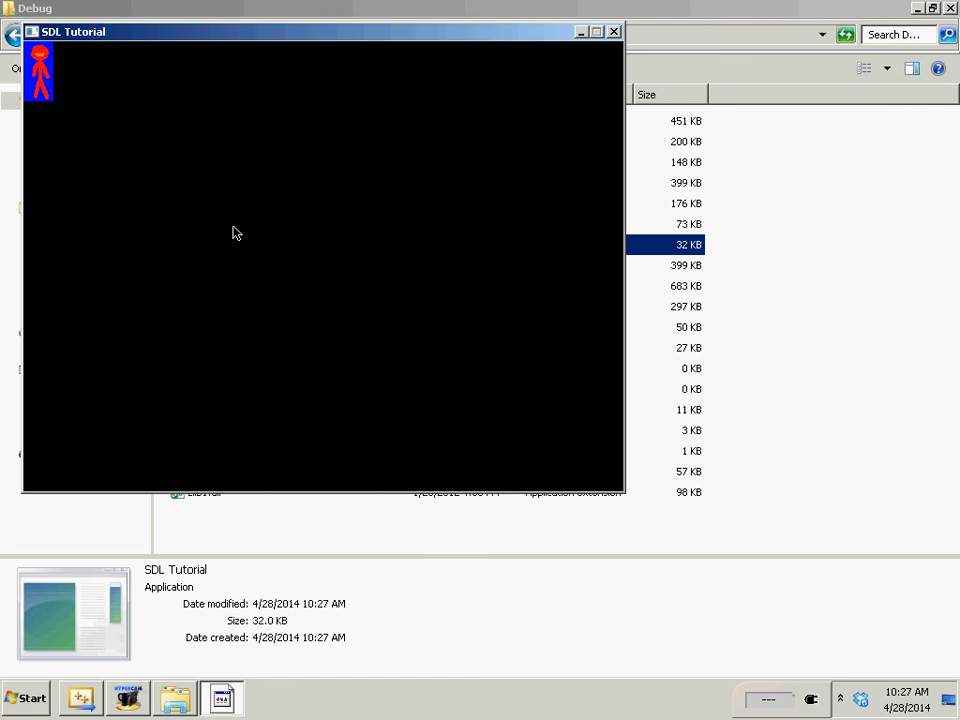 Debug
SDL Tutorial
Search D...
Size
451 KB
200 KB
148 KB
399 KB
176 KB
73 KB
32 KB
399 KB
683 KB
297 KB
50 KB
27 KB
0 KB
0 KB
11 KB
3 KB
1 KB
57 KB
98 KB
SDL Tutorial
Application
Date modified: 4/28/2014 10:27 AM
Size: 32.0 KB
Date created: 4/28/2014 10:27 AM
Start
HYPERCAM
10:27 AM
4/28/2014